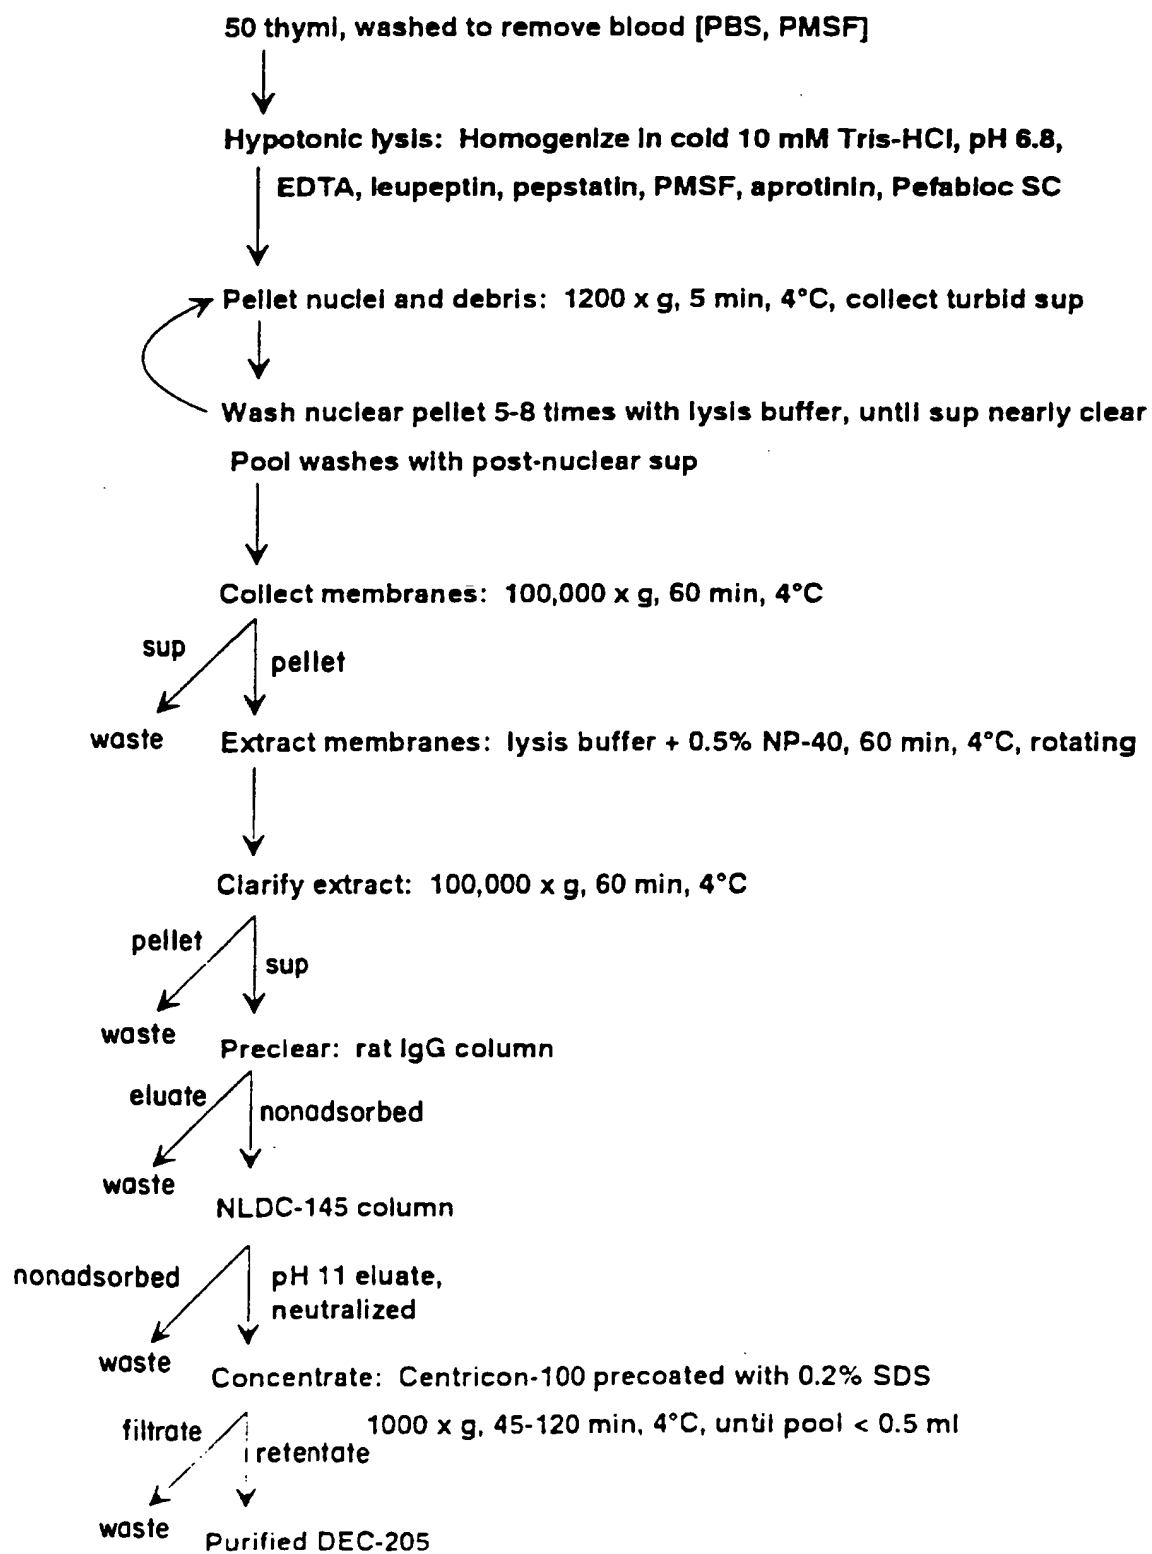 50 thymi, washed to remove blood [PBS, PMSF]
Hypotonic lysis: Homogenize in cold 10 mM Tris-HCl, pH 6.8,
EDTA, leupeptin, pepstatin, PMSF, aprotinin, Pefabloc SC
Pellet nuclei and debris: 1200 x g, 5 min, 4°C, collect turbid sup
Wash nuclear pellet 5-8 times with lysis buffer, until sup nearly clear
Pool washes with post-nuclear sup
Collect membranes: 100,000 x g, 60 min, 4°C
sup
pellet
waste
Extract membranes: lysis buffer + 0.5% NP-40, 60 min, 4°C, rotating
Clarify extract: 100,000 x g, 60 min, 4°C
pellet
sup
waste
Preclear: rat IgG column
eluate
nonadsorbed
waste
NLDC-145 column
nonadsorbed
pH 11 eluate,
neutralized
waste
Concentrate: Centricon-100 precoated with 0.2% SDS
1000 x g, 45-120 min, 4°C, until pool < 0.5 ml
filtrate
retentate
waste
Purified DEC-205